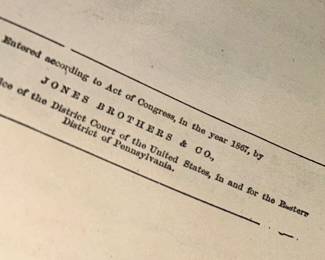 Entered according to Act of Congress, in the year 1867, by
JONES BROTHERS & CO.,
ice of the District Court of the United States, in and for the Eastern
District of Pennsylvania.